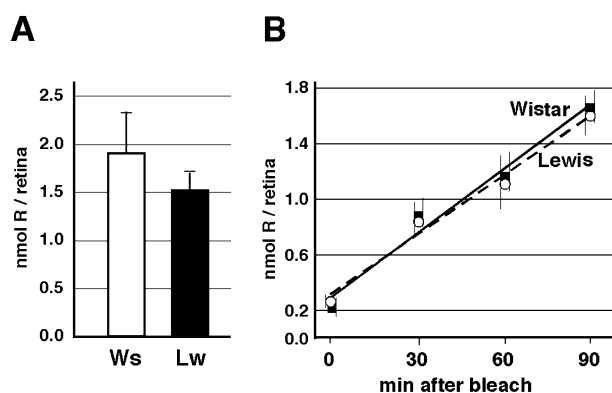 A
nmol R / retina
2.5
2.0
1.5
1.0
0.5
0.0
Ws Lw
B
nmol R / retina
1.8
1.4
1.0
0.6
0.2
0.0
Wistar
Lewis
0 30 60 90
min after bleach